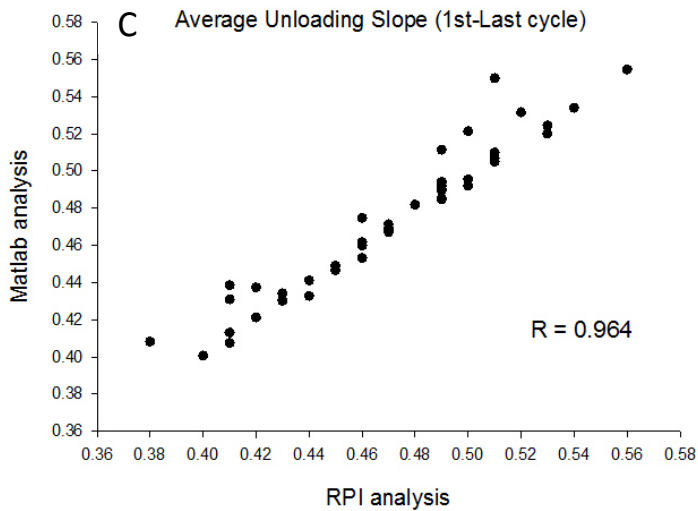 C Average Unloading Slope (1st-Last cycle)
0.58
0.56
0.54
0.52
0.50
0.48
0.46
0.44
0.42
0.40
0.38
0.36
Matlab analysis
R = 0.964
0.36 0.38 0.40 0.42 0.44 0.46 0.48 0.50 0.52 0.54 0.56 0.58
RPI analysis